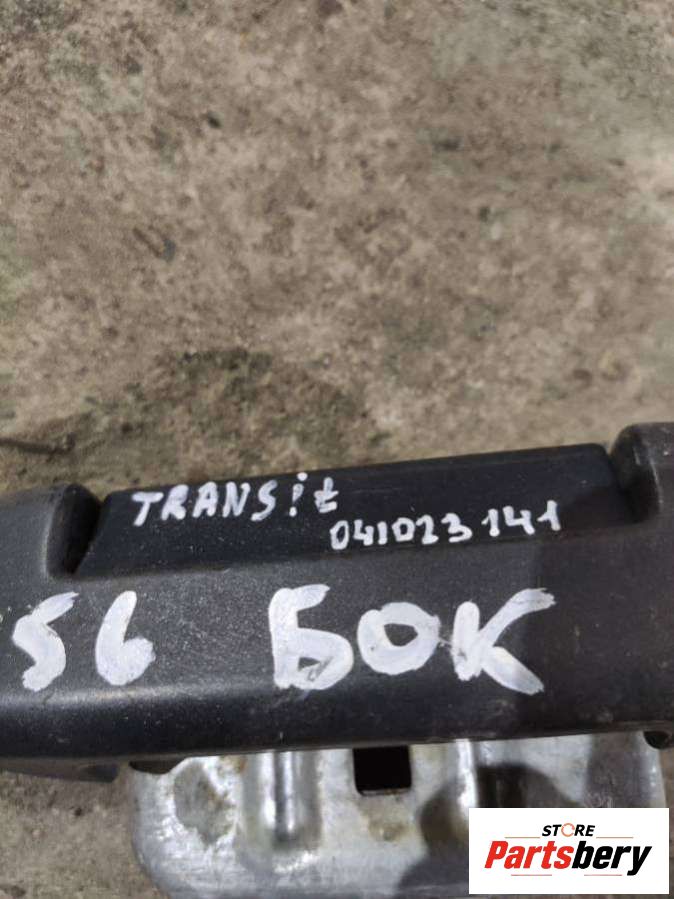 TRANSit
041023141
56 БОК
STORE
Partsbery